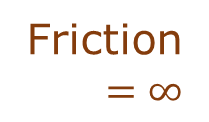 Friction
= ∞